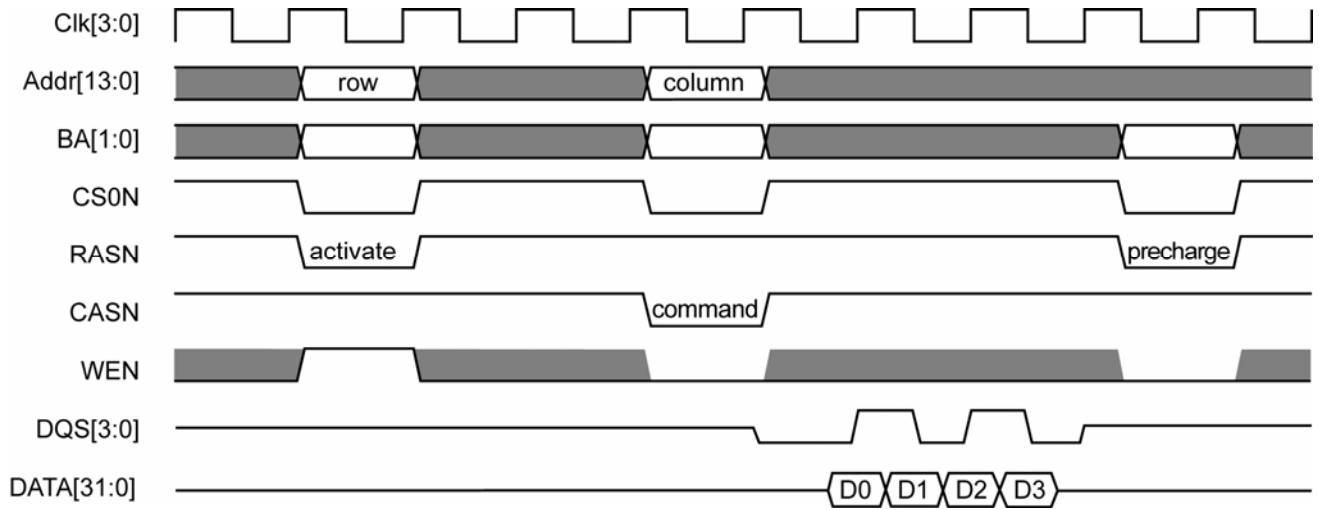 Clk[3:0]
Addr[13:0] row column
BA[1:0]
CS0N
RASN activate precharge
CASN command
WEN
DQS[3:0]
DATA[31:0] D0 D1 D2 D3